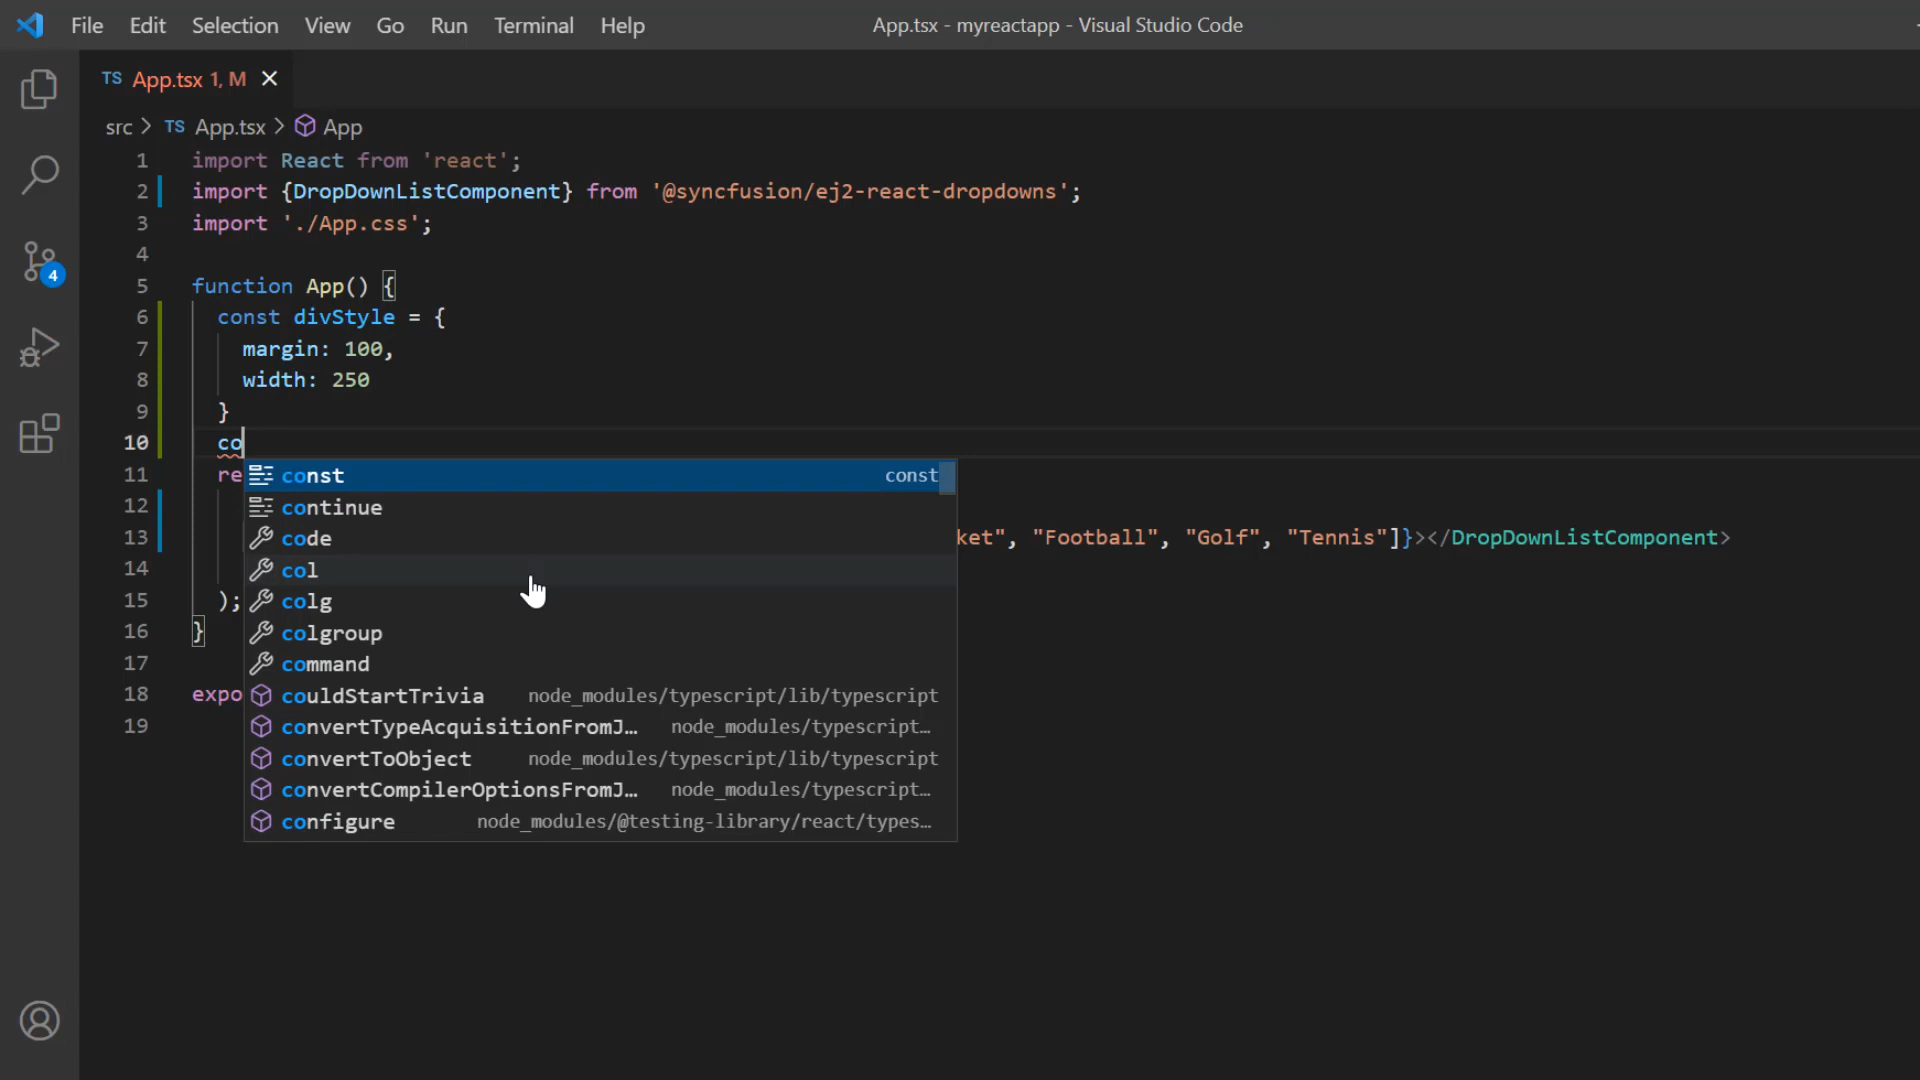 File Edit Selection View Go Run Terminal Help App.tsx - myreactapp - Visual Studio Code
TS App.tsx 1, M
src > TS App.tsx > App
1 import React from 'react';
2 import {DropDownListComponent} from '@syncfusion/ej2-react-dropdowns';
3 import './App.css';
4
5 function App() {
6 const divStyle = {
7 margin: 100,
8 width: 250
9 }
10 co
11 re
12
13 ket", "Football", "Golf", "Tennis"]}></DropDownListComponent>
14
15 );
16 }
17
18 expo
19
const const
continue
code
col
colg
colgroup
command
couldStartTrivia node_modules/typescript/lib/typescript
convertTypeAcquisitionFromJ… node_modules/typescript…
convertToObject node_modules/typescript/lib/typescript
convertCompilerOptionsFromJ… node_modules/typescript…
configure node_modules/@testing-library/react/types…
4